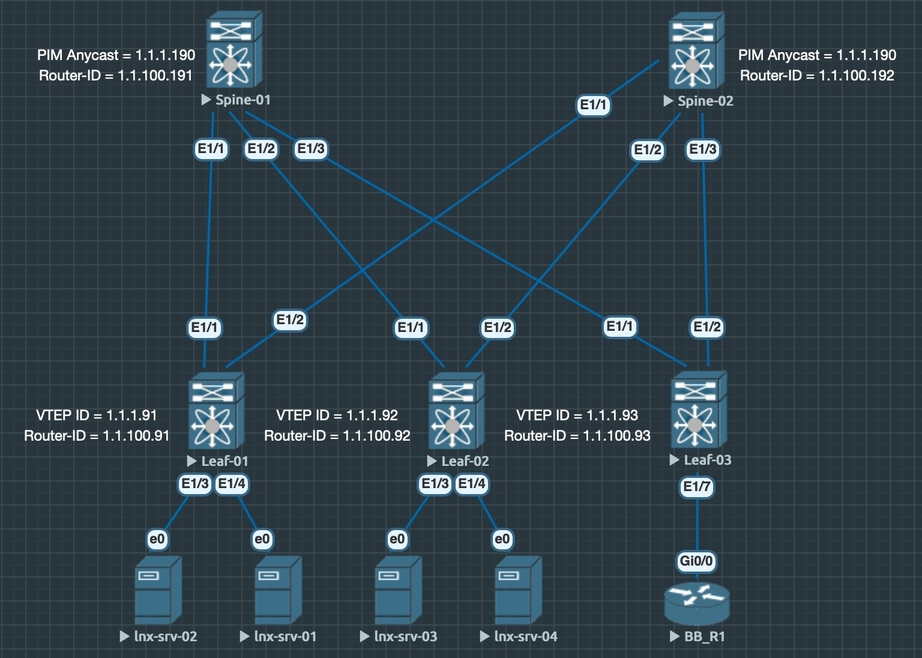 PIM Anycast = 1.1.1.190
Router-ID = 1.1.100.191
Spine-01
PIM Anycast = 1.1.1.190
Router-ID = 1.1.100.192
Spine-02
E1/1
E1/1
E1/2
E1/3
E1/2
E1/3
E1/1
E1/2
E1/1
E1/2
E1/1
E1/2
VTEP ID = 1.1.1.91
Router-ID = 1.1.100.91
Leaf-01
VTEP ID = 1.1.1.92
Router-ID = 1.1.100.92
Leaf-02
VTEP ID = 1.1.1.93
Router-ID = 1.1.100.93
Leaf-03
E1/3
E1/4
E1/3
E1/4
E1/7
e0
e0
e0
e0
Gi0/0
lnx-srv-02
lnx-srv-01
lnx-srv-03
lnx-srv-04
BB_R1